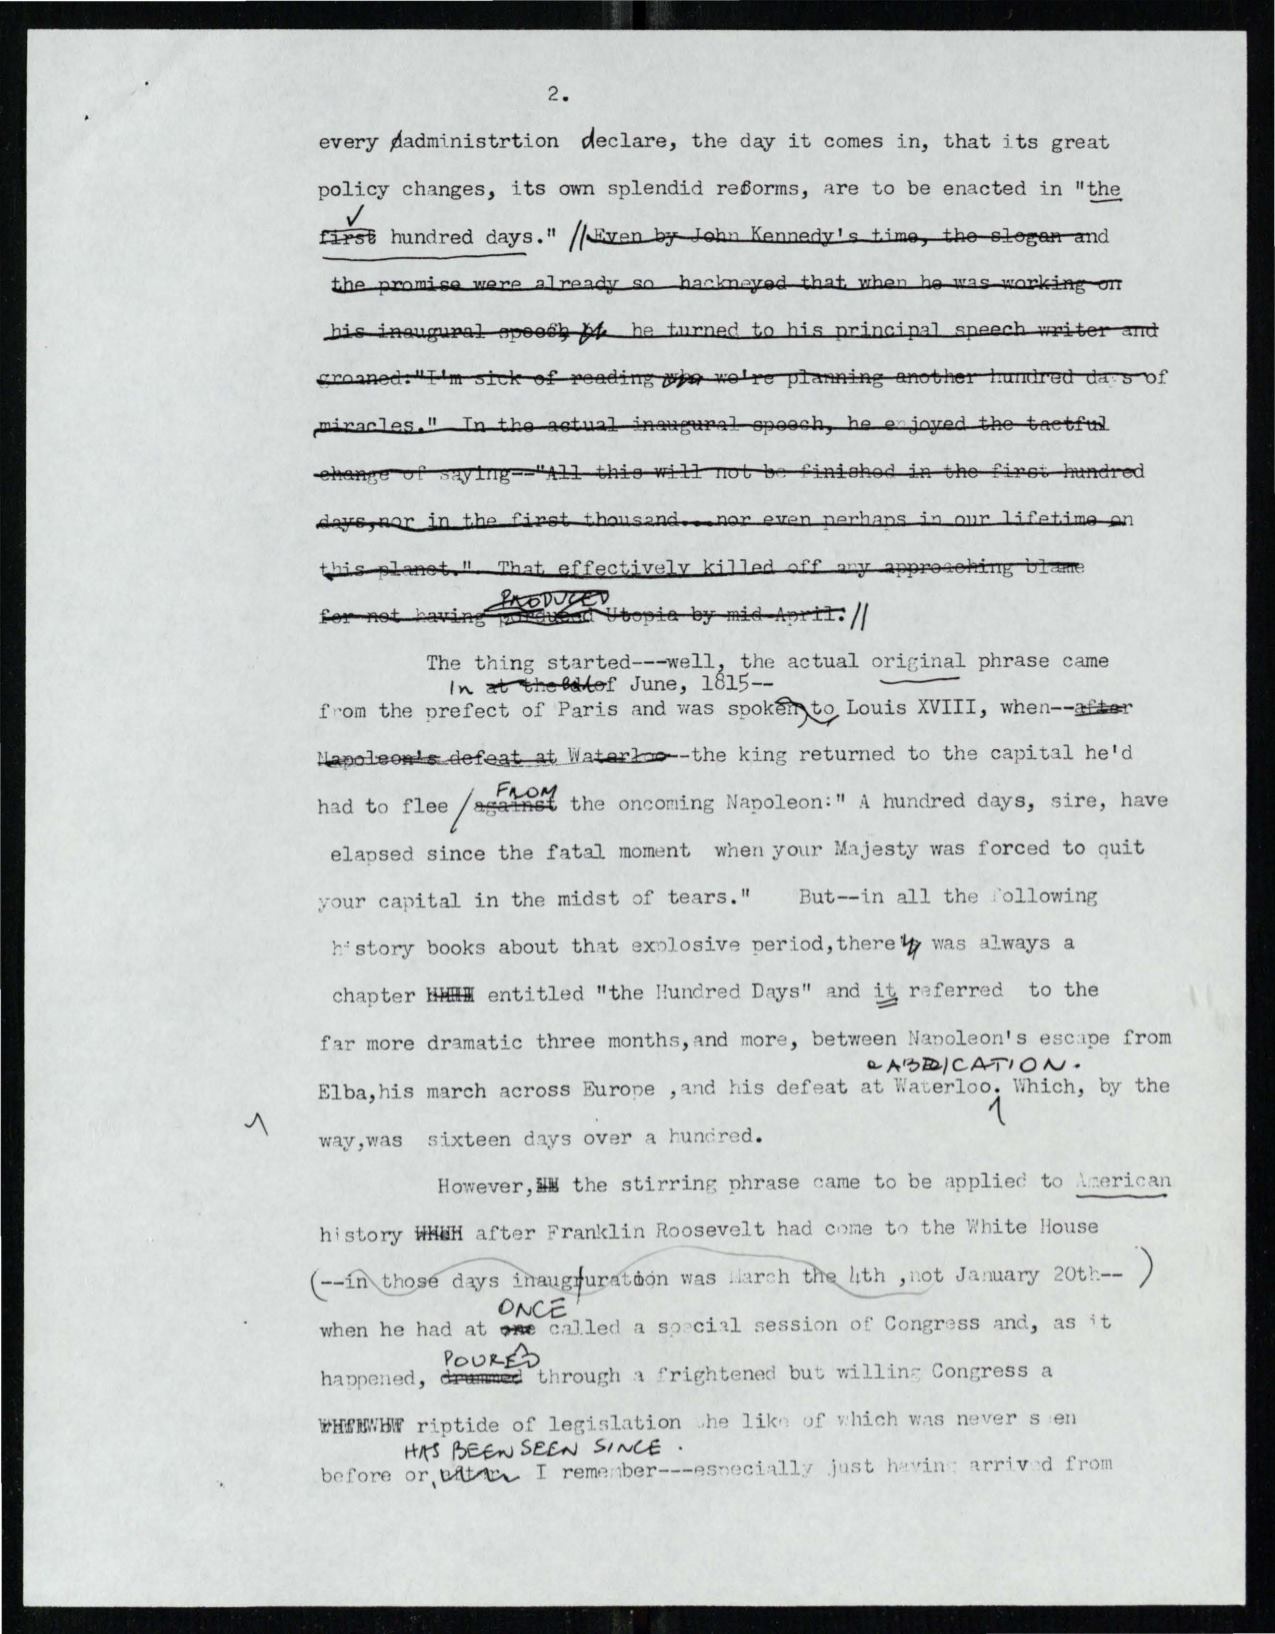 2.
every administrtion declare, the day it comes in, that its great
policy changes, its own splendid reforms, are to be enacted in "the
first hundred days." //Even by John Kennedy's time, the slogan and
the promise were already so hackneyed that when he was working on
his inaugural speech, he turned to his principal speech writer and
groaned:"I'm sick of reading we're planning another hundred days of
miracles." In the actual inaugural speech, he enjoyed the tactful
change of saying--"All this will not be finished in the first hundred
days,nor in the first thousand...nor even perhaps in our lifetime on
this planet.". That effectively killed off any approaching blame
PRODUCED
for not having porduced Utopia by mid-April.//
The thing started---well, the actual original phrase came
In at the of June, 1815--
from the prefect of Paris and was spoken to Louis XVIII, when--after
Napoleon's defeat at Waterloo--the king returned to the capital he'd
FROM
had to flee / against the oncoming Napoleon:" A hundred days, sire, have
elapsed since the fatal moment when your Majesty was forced to quit
your capital in the midst of tears." But--in all the following
history books about that explosive period,there was always a
chapter entitled "the Hundred Days" and it referred to the
far more dramatic three months,and more, between Napoleon's escape from
& ABDICATION.
Elba,his march across Europe ,and his defeat at Waterloo. Which, by the
way,was sixteen days over a hundred.
However, the stirring phrase came to be applied to American
history after Franklin Roosevelt had come to the White House
(--in those days inauguration was March the 4th ,not January 20th-- )
ONCE
when he had at one called a special session of Congress and, as it
POURED
happened, drummed through a frightened but willing Congress a
riptide of legislation the like of which was never seen
HAS BEEN SEEN SINCE.
before or I remember---especially just having arrived from